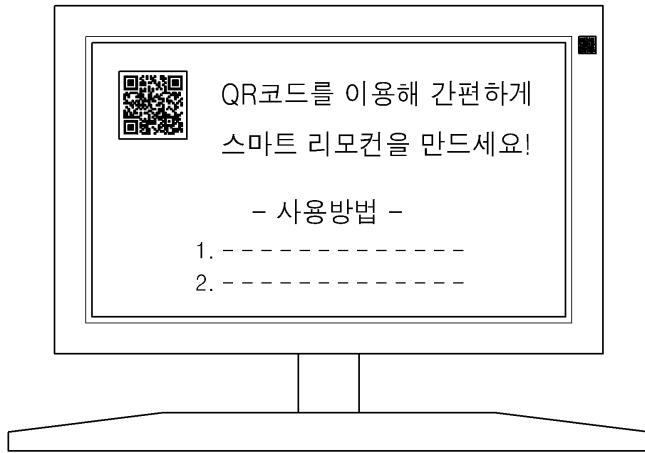 QR코드를 이용해 간편하게
스마트 리모컨을 만드세요!
– 사용방법 –
1. – – – – – – – – – – – – –
2. – – – – – – – – – – – – –